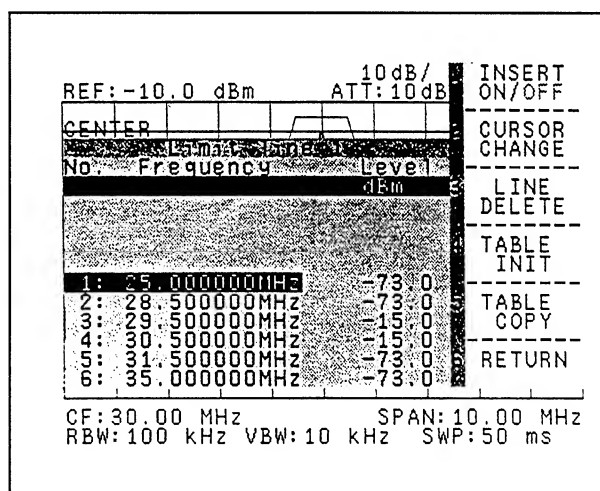 10dB/
REF:-10.0 dBm ATT:10dB
CENTER
Limit Line 1
No. Frequency Level
dBm
1: 25.000000MHz -73.0
2: 28.500000MHz -73.0
3: 29.500000MHz -15.0
4: 30.500000MHz -15.0
5: 31.500000MHz -73.0
6: 35.000000MHz -73.0
CF:30.00 MHz SPAN:10.00 MHz
RBW:100 kHz VBW:10 kHz SWP:50 ms
INSERT
ON/OFF
CURSOR
CHANGE
LINE
DELETE
TABLE
INIT
TABLE
COPY
RETURN